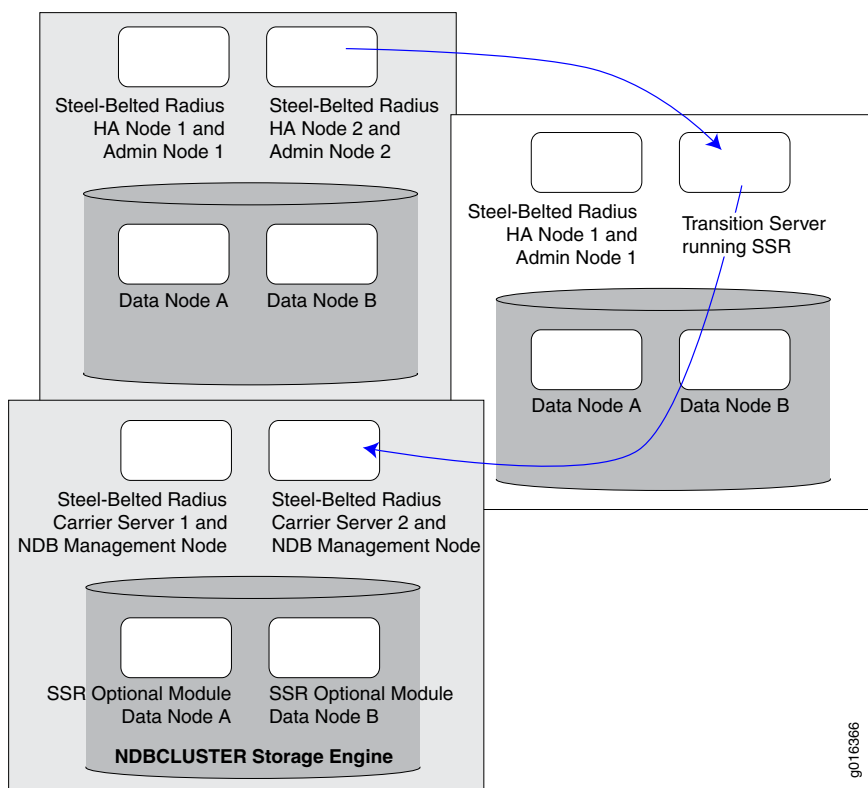 Steel-Belted Radius
HA Node 1 and
Admin Node 1
Steel-Belted Radius
HA Node 2 and
Admin Node 2
Data Node A
Data Node B
Steel-Belted Radius
HA Node 1 and
Admin Node 1
Transition Server
running SSR
Data Node A
Data Node B
Steel-Belted Radius
Carrier Server 1 and
NDB Management Node
Steel-Belted Radius
Carrier Server 2 and
NDB Management Node
SSR Optional Module
Data Node A
SSR Optional Module
Data Node B
NDBCLUSTER Storage Engine
g016366